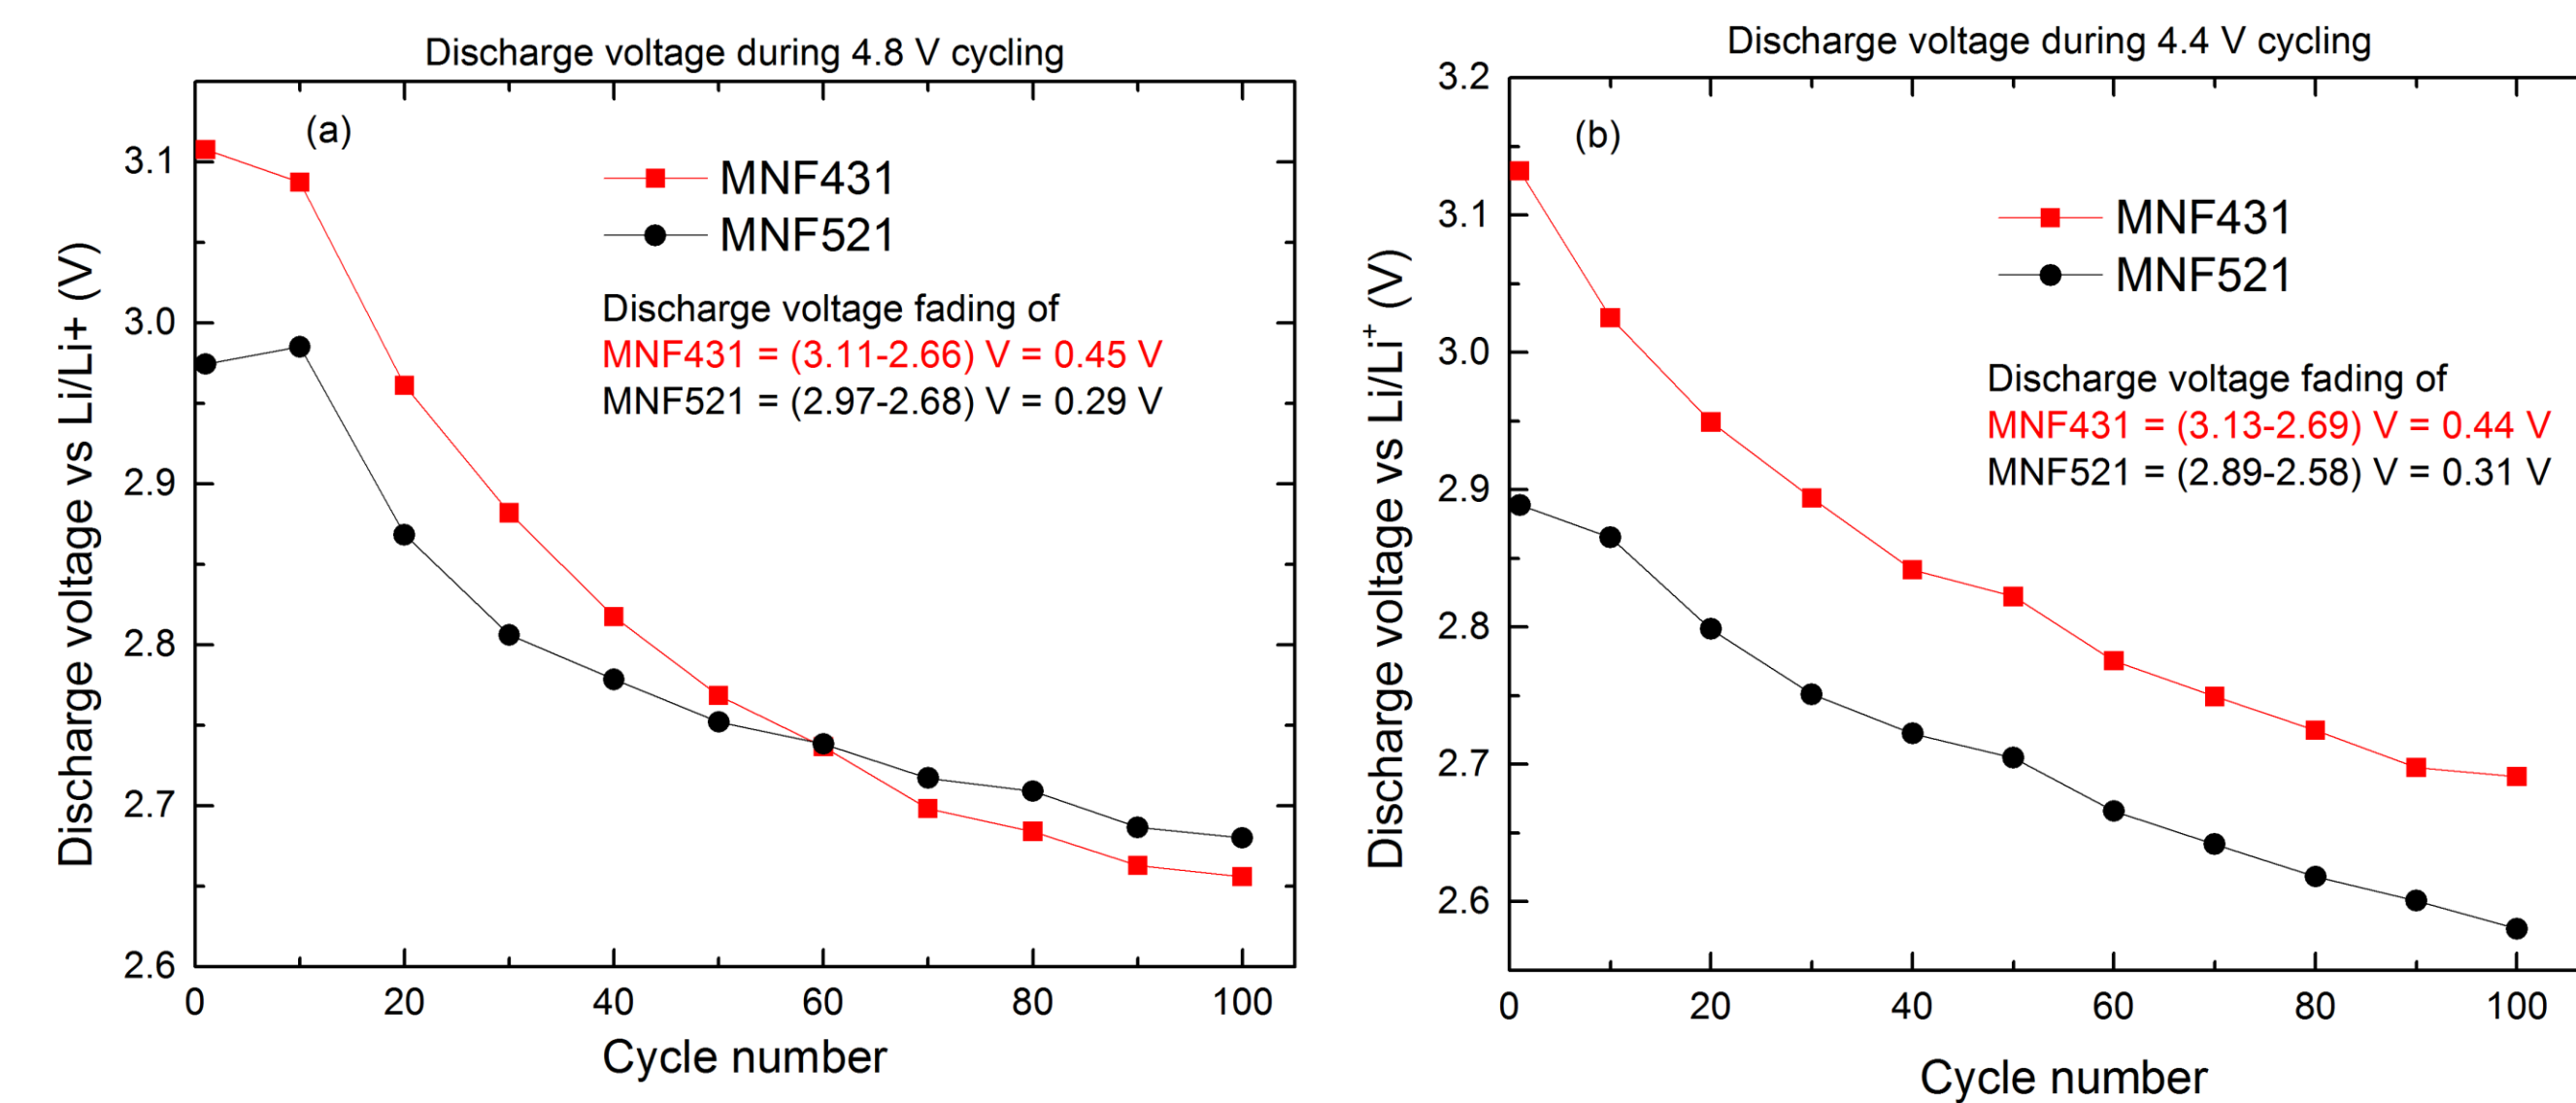 Discharge voltage during 4.8 V cycling
(a)
MNF431
MNF521
Discharge voltage fading of
MNF431 = (3.11-2.66) V = 0.45 V
MNF521 = (2.97-2.68) V = 0.29 V
Discharge voltage vs Li/Li+ (V)
3.1
3.0
2.9
2.8
2.7
2.6
0 20 40 60 80 100
Cycle number
Discharge voltage during 4.4 V cycling
(b)
MNF431
MNF521
Discharge voltage fading of
MNF431 = (3.13-2.69) V = 0.44 V
MNF521 = (2.89-2.58) V = 0.31 V
Discharge voltage vs Li/Li⁺ (V)
3.2
3.1
3.0
2.9
2.8
2.7
2.6
0 20 40 60 80 100
Cycle number